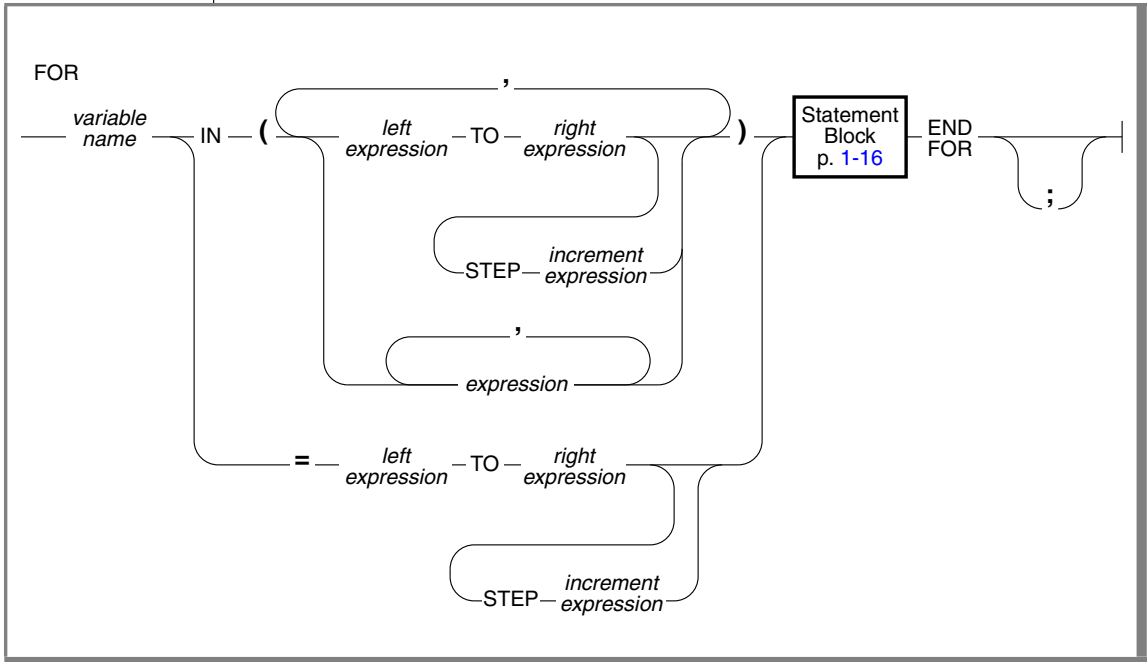 FOR
variable
name
IN
(
,
left
expression
TO
right
expression
STEP
increment
expression
,
expression
)
=
left
expression
TO
right
expression
STEP
increment
expression
Statement
Block
p. 1-16
END
FOR
;